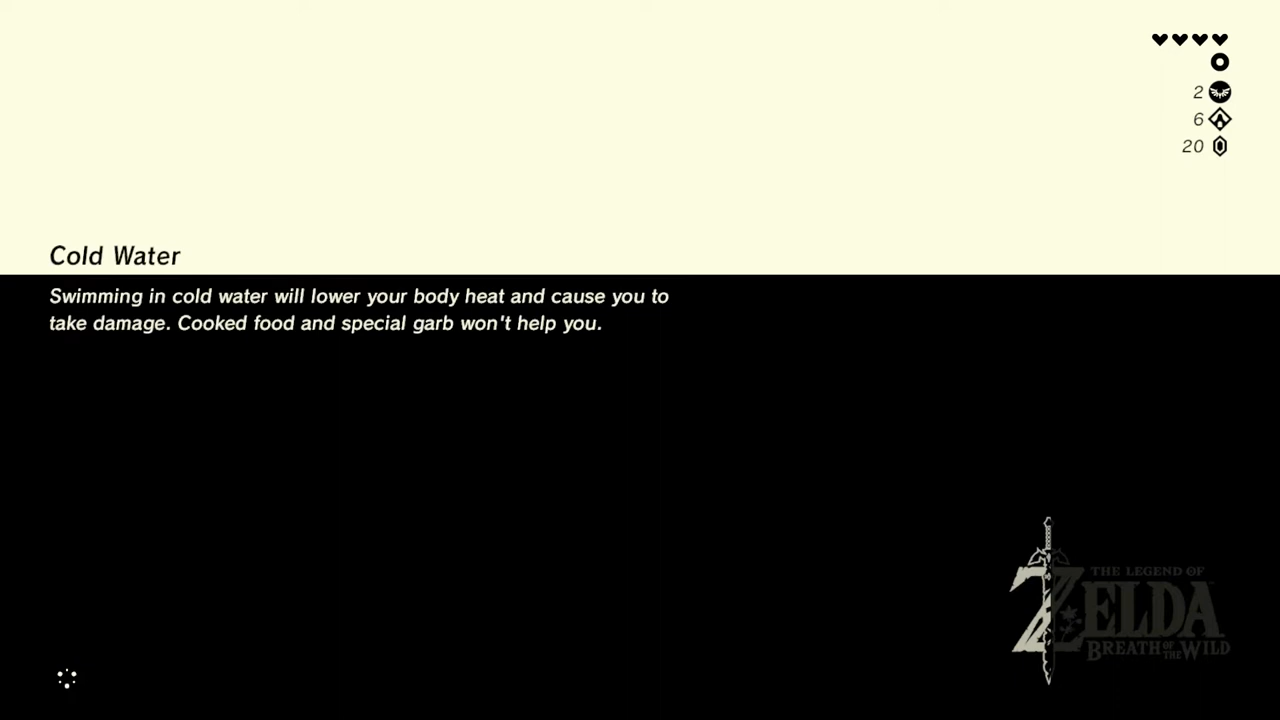 2
6
20
Cold Water
Swimming in cold water will lower your body heat and cause you to
take damage. Cooked food and special garb won't help you.
THE LEGEND OF
ZELDA
BREATH OF THE WILD